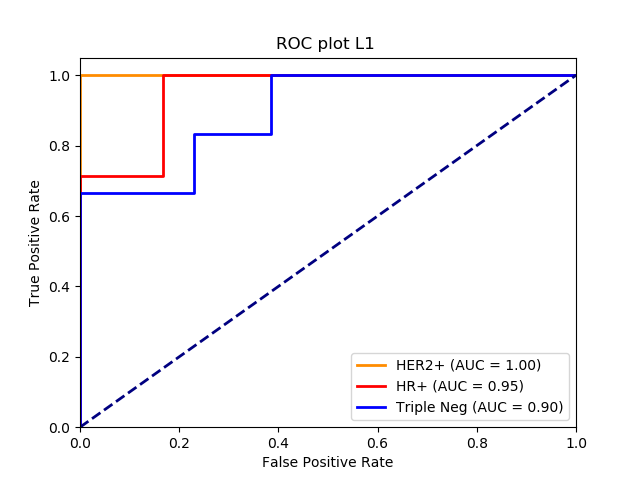 ROC plot L1
1.0
0.8
0.6
0.4
0.2
0.0
True Positive Rate
HER2+ (AUC = 1.00)
HR+ (AUC = 0.95)
Triple Neg (AUC = 0.90)
0.0 0.2 0.4 0.6 0.8 1.0
False Positive Rate